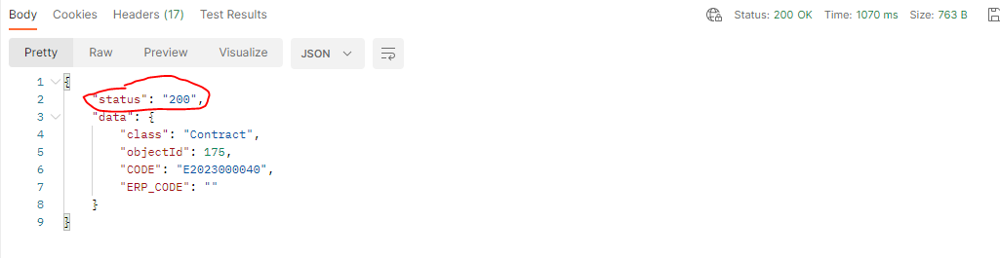 Body Cookies Headers (17) Test Results Status: 200 OK Time: 1070 ms Size: 763 B
Pretty Raw Preview Visualize JSON
1 {
2 "status": "200",
3 "data": {
4 "class": "Contract",
5 "objectId": 175,
6 "CODE": "E2023000040",
7 "ERP_CODE": ""
8 }
9 }